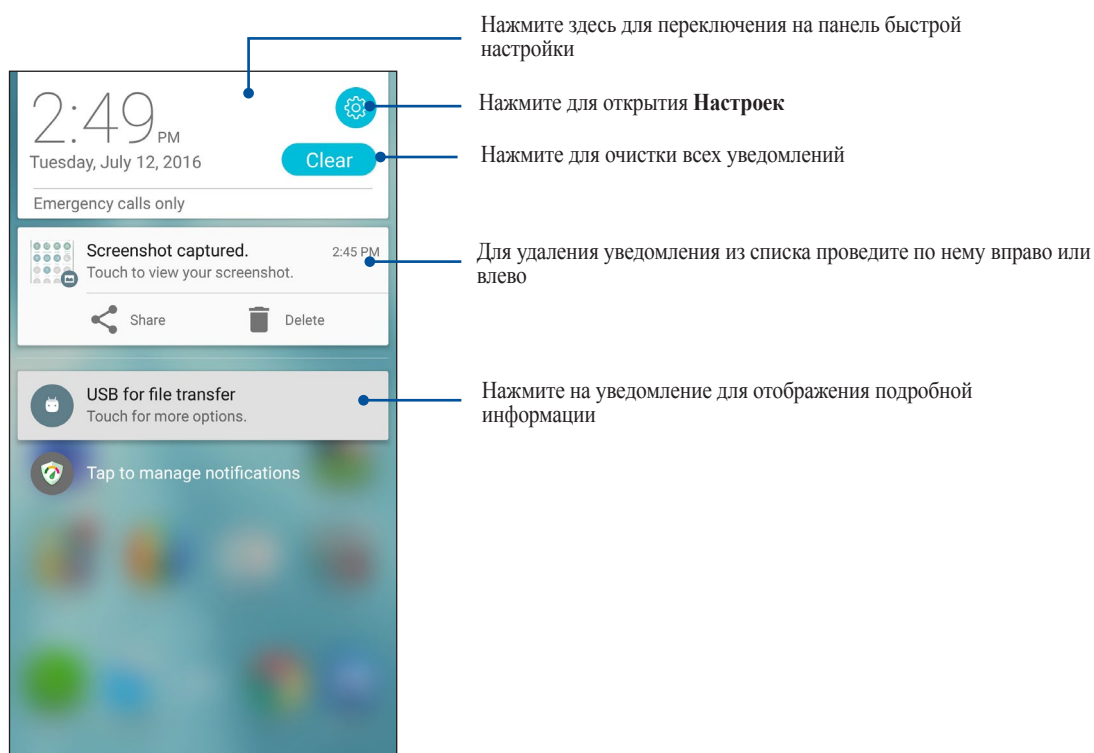 Нажмите здесь для переключения на панель быстрой
настройки
2:49 PM
Нажмите для открытия Настроек
Tuesday, July 12, 2016
Clear
Нажмите для очистки всех уведомлений
Emergency calls only
Screenshot captured.
2:45 PM
Touch to view your screenshot.
Для удаления уведомления из списка проведите по нему вправо или
влево
Share
Delete
USB for file transfer
Touch for more options.
Нажмите на уведомление для отображения подробной
информации
Tap to manage notifications